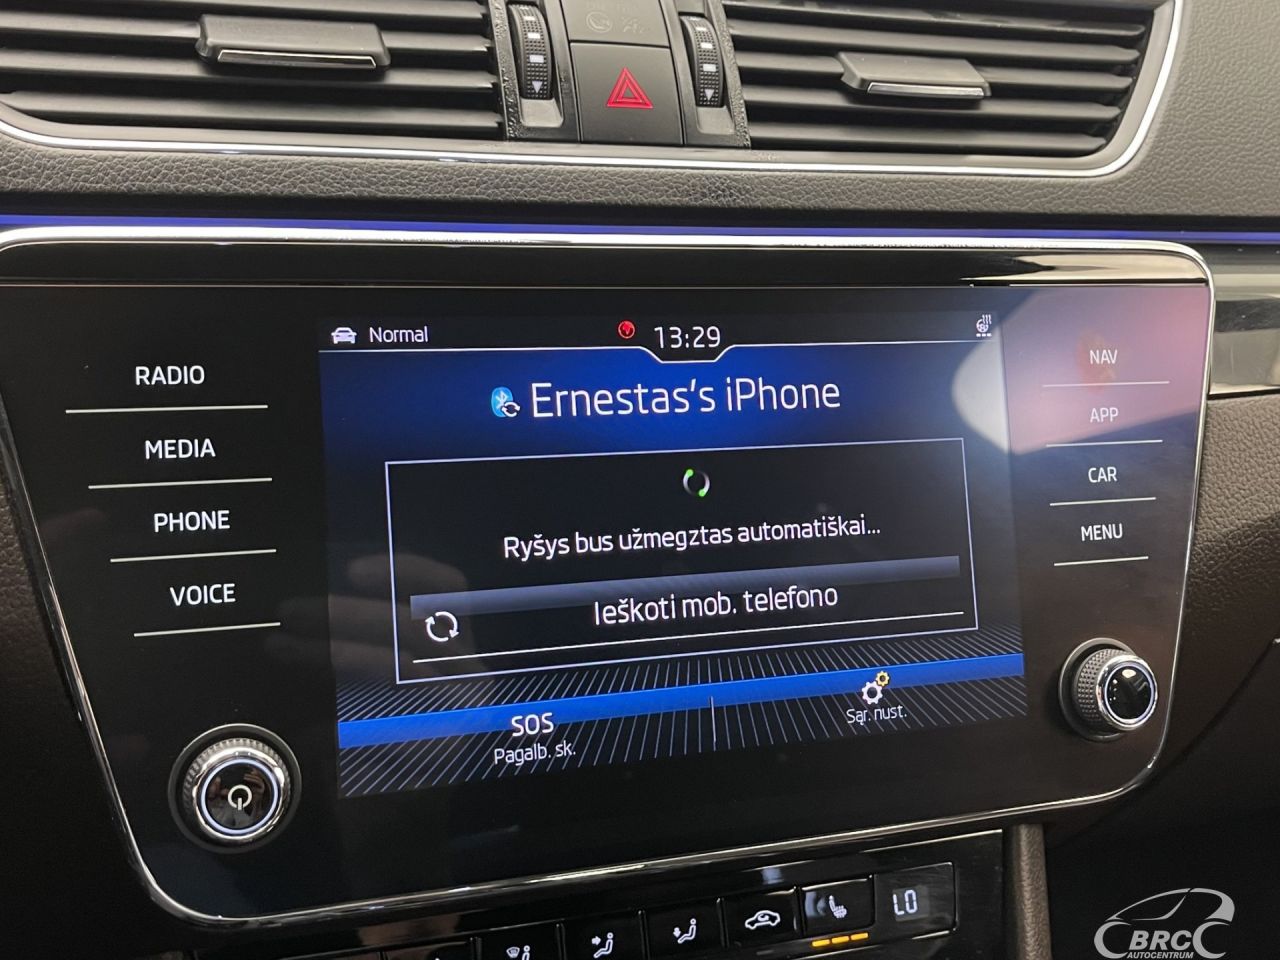 Normal
13:29
RADIO
MEDIA
PHONE
VOICE
Ernestas's iPhone
Ryšys bus užmegztas automatiškai...
Ieškoti mob. telefono
SOS
Pagalb. sk.
Sąr. nust.
NAV
APP
CAR
MENU
LO
BRC
AUTOCENTRUM